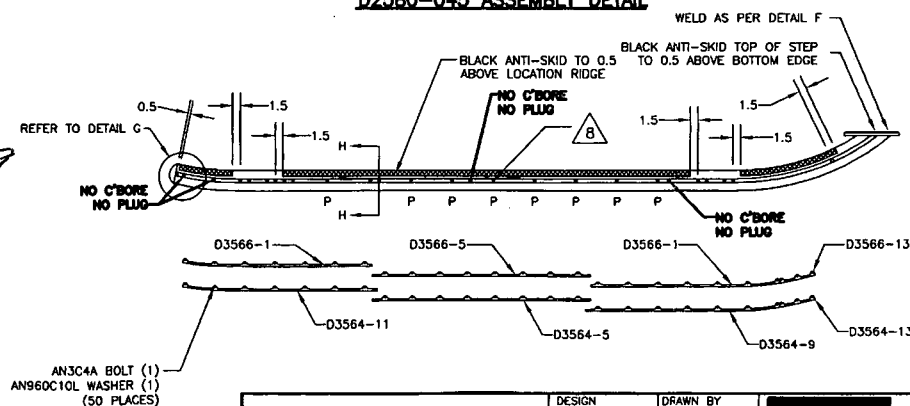 D2580-045 ASSEMBLY DETAIL
WELD AS PER DETAIL F
BLACK ANTI-SKID TO 0.5
ABOVE LOCATION RIDGE
BLACK ANTI-SKID TOP OF STEP
TO 0.5 ABOVE BOTTOM EDGE
NO C'BORE
NO PLUG
0.5
1.5
1.5
8
1.5
1.5
REFER TO DETAIL G
H
H
NO C'BORE
NO PLUG
P P P P P P P P
NO C'BORE
NO PLUG
D3566-1
D3566-5
D3566-1
D3566-13
D3564-11
D3564-5
D3564-9
D3564-13
AN3C4A BOLT (1)
AN960C10L WASHER (1)
(50 PLACES)
DESIGN
DRAWN BY